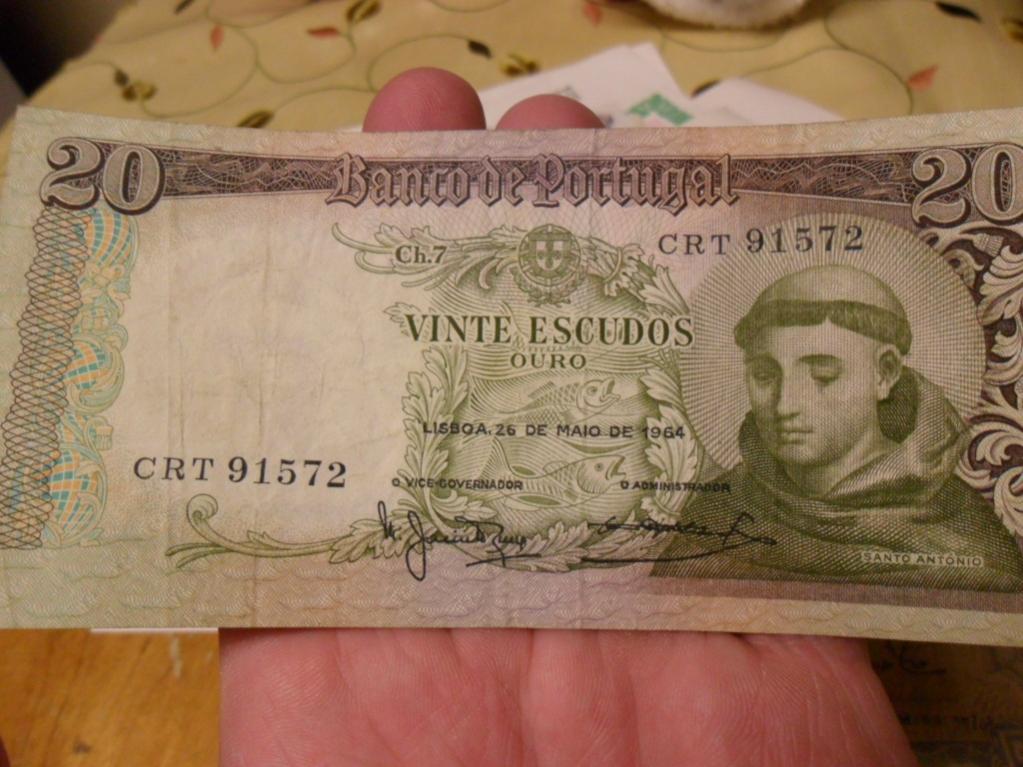 20 Banco de Portugal 20
Ch.7
CRT 91572
VINTE ESCUDOS
OURO
LISBOA, 26 DE MAIO DE 1964
CRT 91572
O VICE-GOVERNADOR
O ADMINISTRADOR
SANTO ANTÓNIO